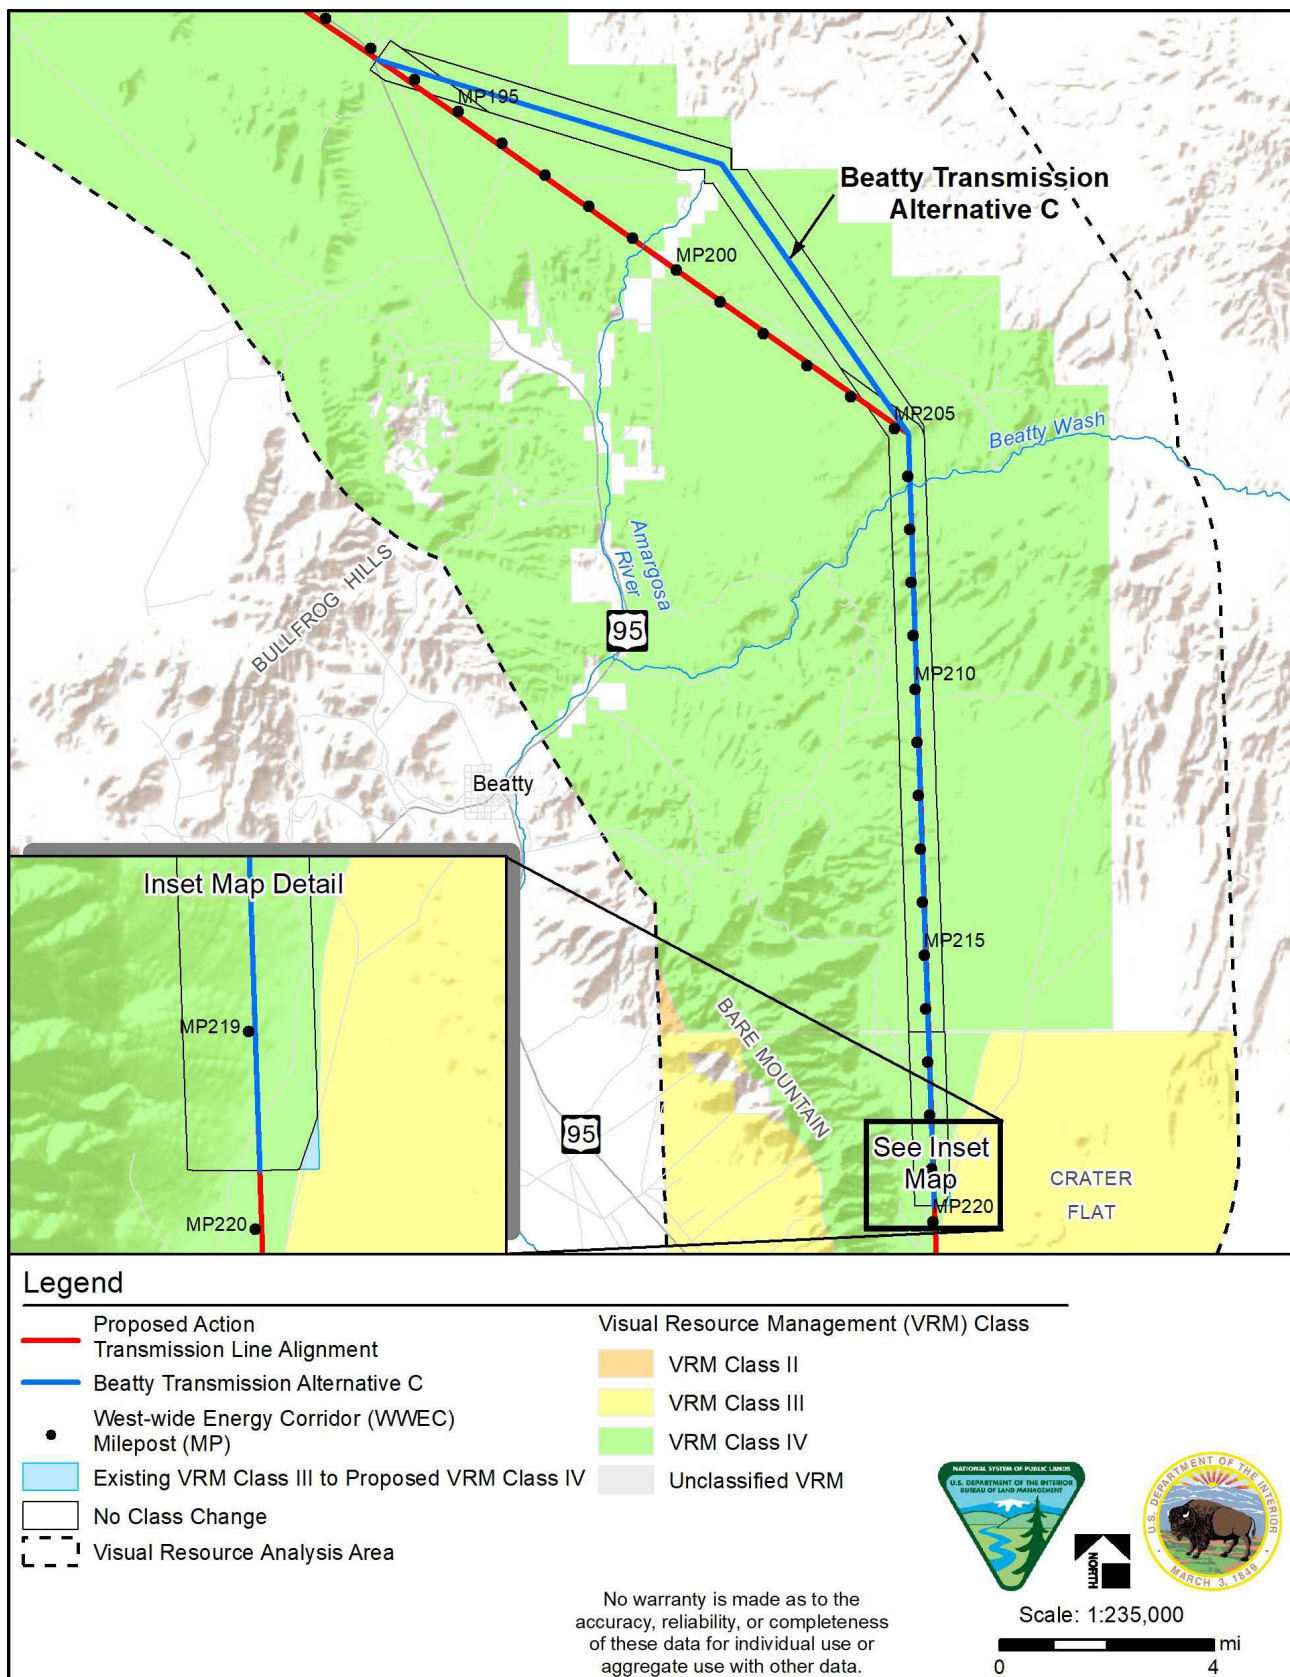 MP195
Beatty Transmission
Alternative C
MP200
MP205
Beatty Wash
Amargosa
River
BULLFROG HILLS
95
MP210
Beatty
MP215
Inset Map Detail
MP219
MP220
BARE MOUNTAIN
95
See Inset
Map
MP220
CRATER
FLAT
Legend
Proposed Action
Transmission Line Alignment
Beatty Transmission Alternative C
West-wide Energy Corridor (WWEC)
Milepost (MP)
Existing VRM Class III to Proposed VRM Class IV
No Class Change
Visual Resource Analysis Area
Visual Resource Management (VRM) Class
VRM Class II
VRM Class III
VRM Class IV
Unclassified VRM
NATIONAL SYSTEM OF PUBLIC LANDS
U.S. DEPARTMENT OF THE INTERIOR
BUREAU OF LAND MANAGEMENT
NORTH
U.S. DEPARTMENT OF THE INTERIOR
MARCH 3, 1849
No warranty is made as to the
accuracy, reliability, or completeness
of these data for individual use or
aggregate use with other data.
Scale: 1:235,000
mi
0 4